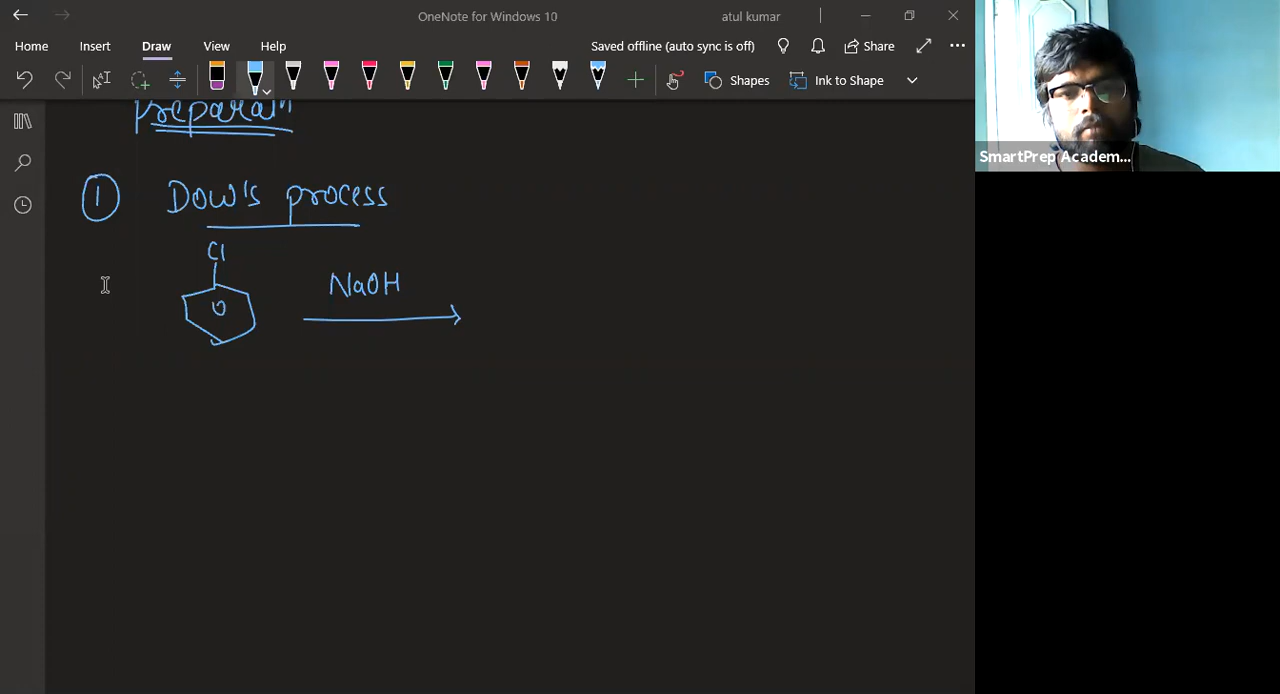 OneNote for Windows 10
atul kumar
Home Insert Draw View Help
Saved offline (auto sync is off)
Share
Shapes
Ink to Shape
SmartPrep Academ...
① Dow's process
Cl
NaOH